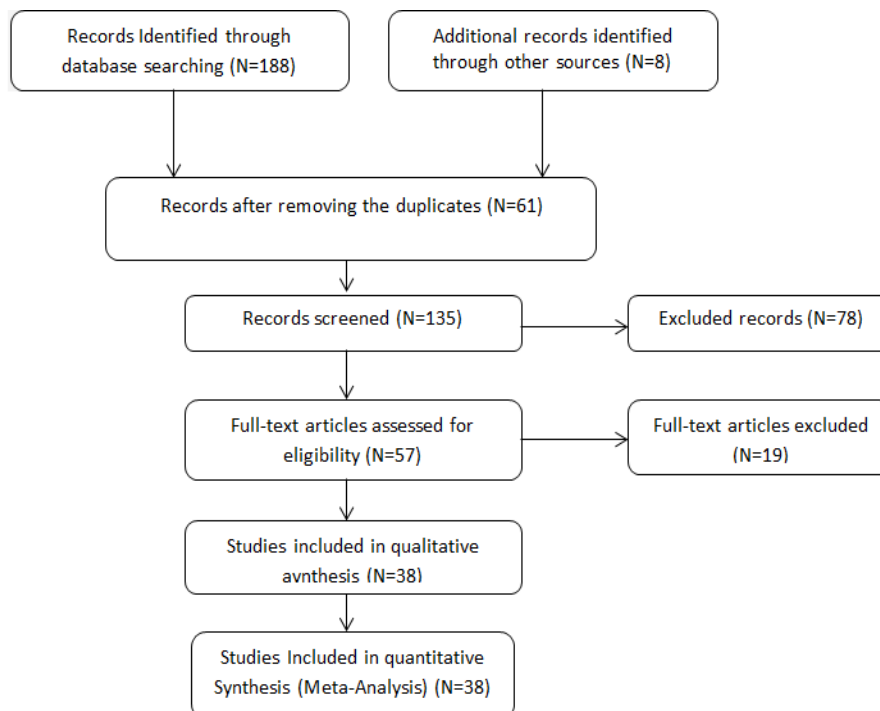 Records Identified through
database searching (N=188)
Additional records identified
through other sources (N=8)
Records after removing the duplicates (N=61)
Records screened (N=135)
Excluded records (N=78)
Full-text articles assessed for
eligibility (N=57)
Full-text articles excluded
(N=19)
Studies included in qualitative
avnthesis (N=38)
Studies Included in quantitative
Synthesis (Meta-Analysis) (N=38)